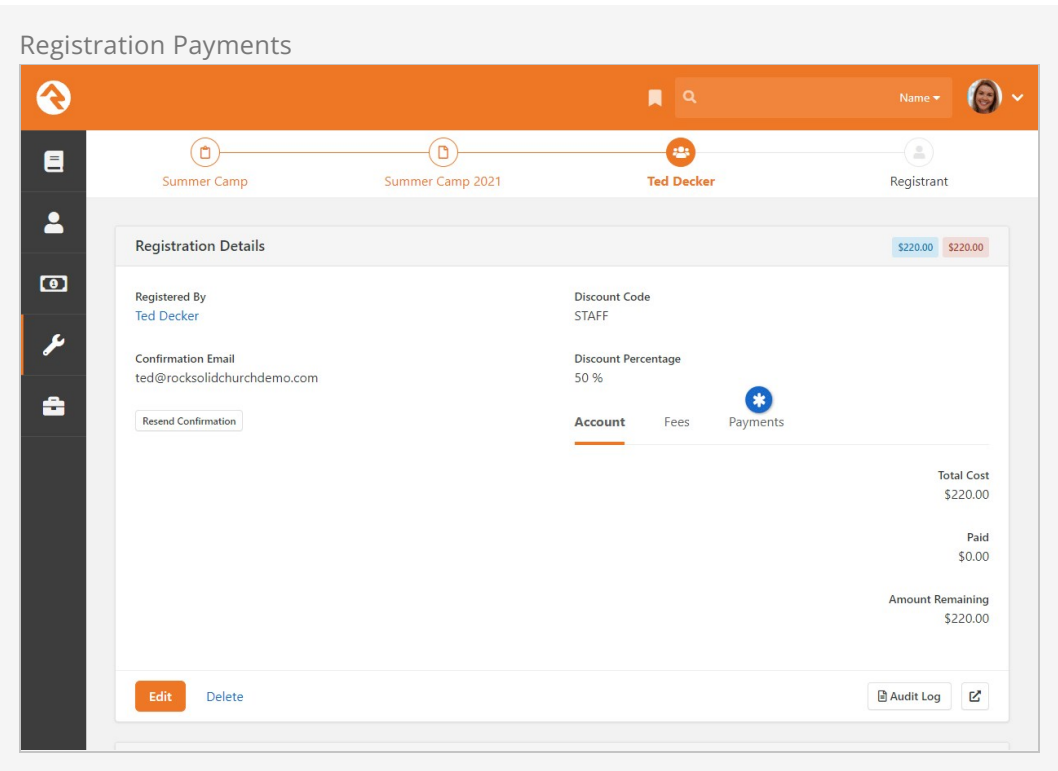 Registration Payments
Name
Summer Camp
Summer Camp 2021
Ted Decker
Registrant
Registration Details
$220.00 $220.00
Registered By
Ted Decker
Confirmation Email
ted@rocksolidchurchdemo.com
Resend Confirmation
Discount Code
STAFF
Discount Percentage
50 %
Account Fees Payments
Total Cost
$220.00
Paid
$0.00
Amount Remaining
$220.00
Edit Delete
Audit Log